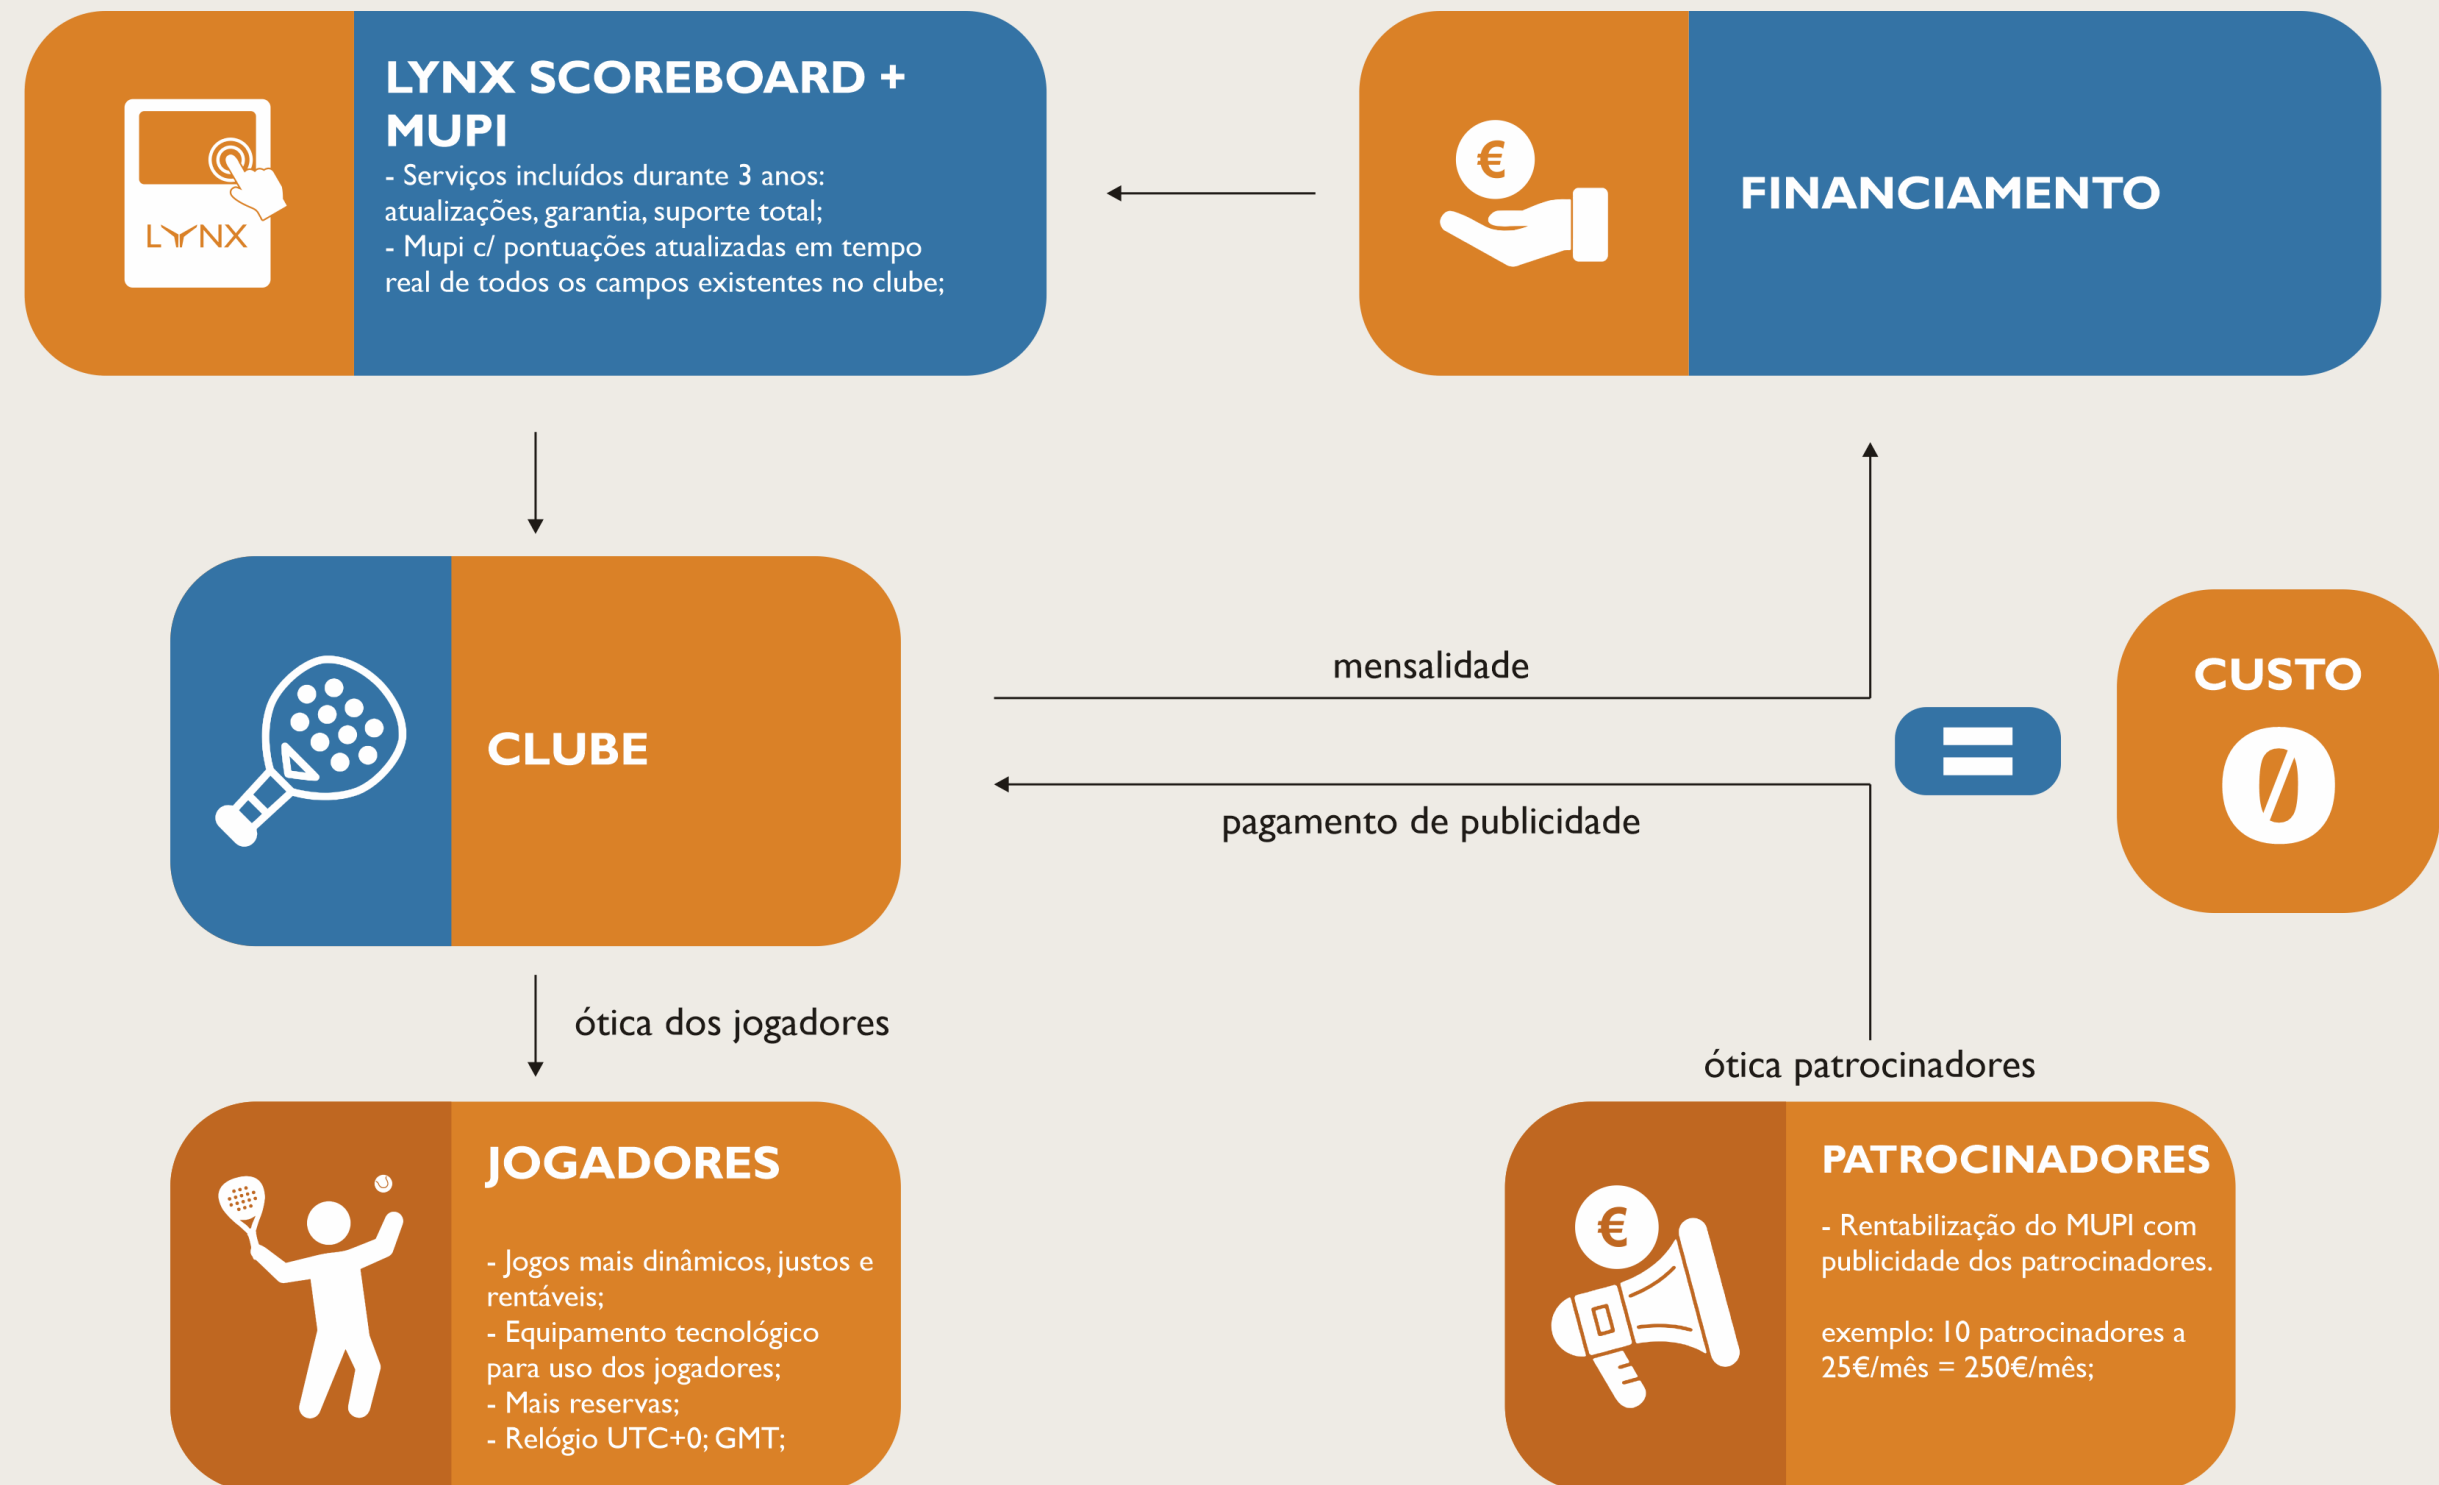 LYNX SCOREBOARD +
MUPI
- Serviços incluídos durante 3 anos:
atualizações, garantia, suporte total;
- Mupi c/ pontuações atualizadas em tempo
real de todos os campos existentes no clube;
LYNX
€
FINANCIAMENTO
CLUBE
mensalidade
pagamento de publicidade
=
CUSTO
0
ótica dos jogadores
ótica patrocinadores
JOGADORES
- Jogos mais dinâmicos, justos e
rentáveis;
- Equipamento tecnológico
para uso dos jogadores;
- Mais reservas;
- Relógio UTC+0; GMT;
€
PATROCINADORES
- Rentabilização do MUPI com
publicidade dos patrocinadores.
exemplo: 10 patrocinadores a
25€/mês = 250€/mês;